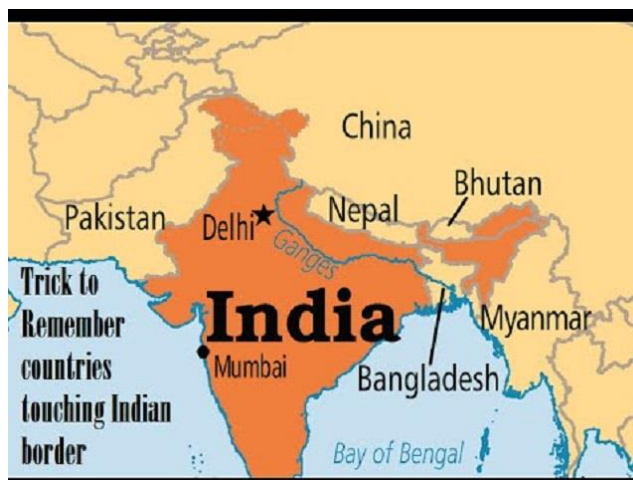 China
Bhutan
Pakistan
Delhi
Nepal
Ganges
Trick to
Remember
countries
touching Indian
border
India
Myanmar
Mumbai
Bangladesh
Bay of Bengal